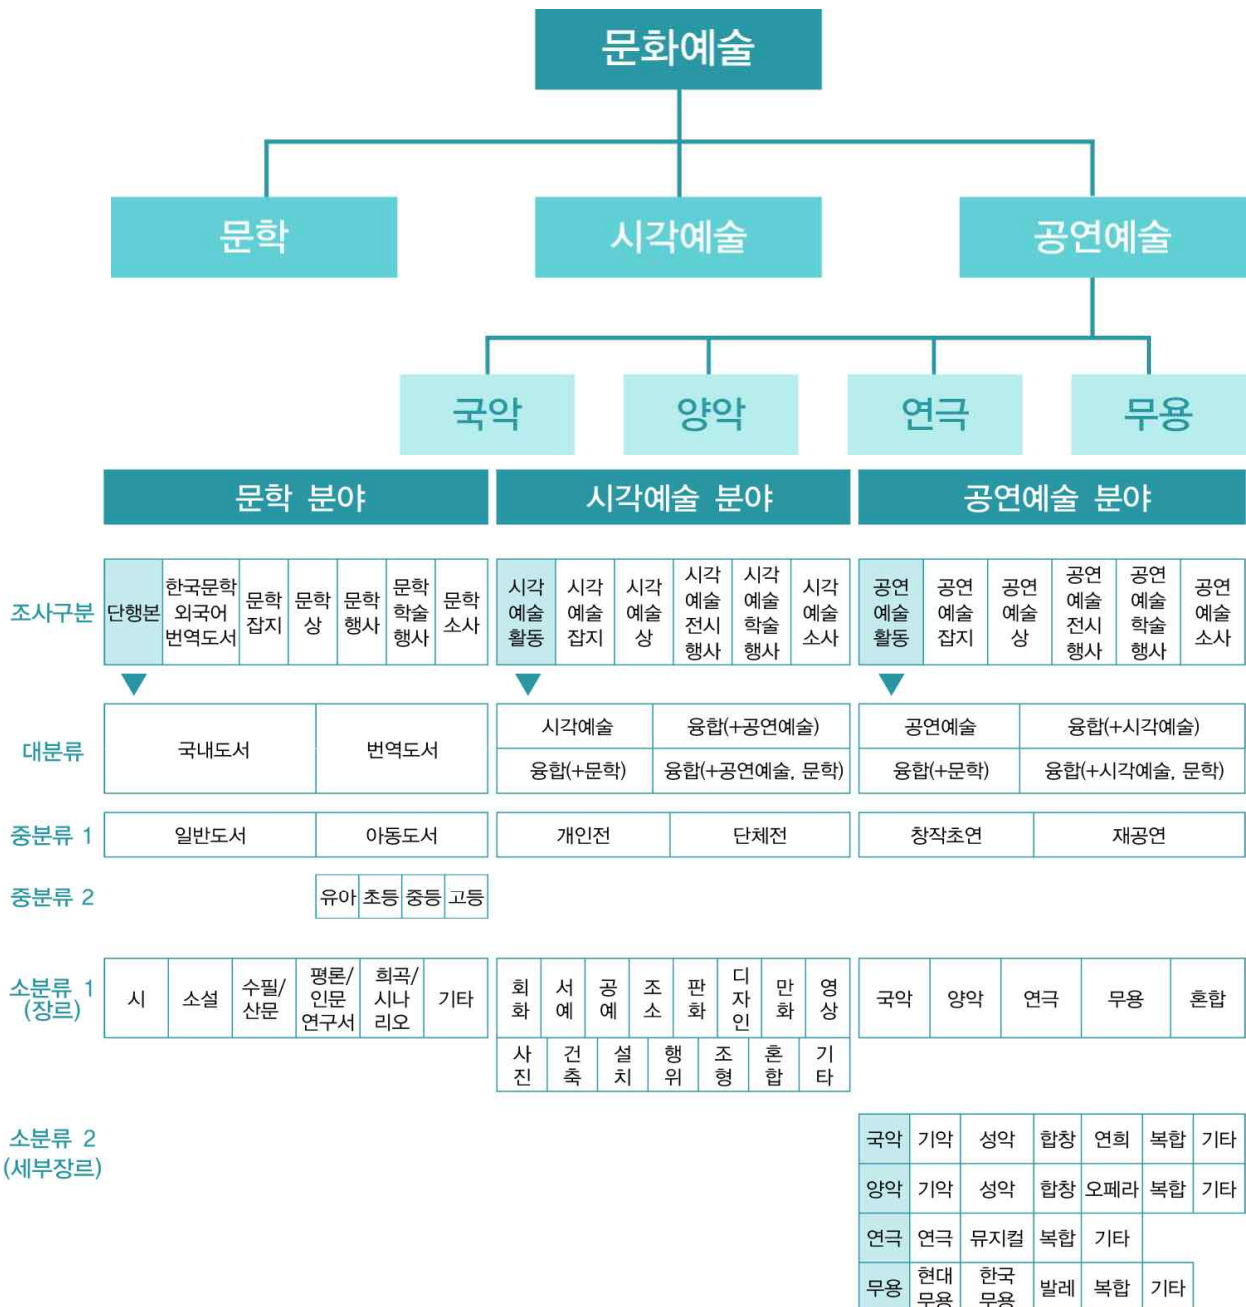 문화예술
문학 시각예술 공연예술
국악 양악 연극 무용
문학 분야 시각예술 분야 공연예술 분야
조사구분
단행본
한국문학
외국어
번역도서
문학
잡지
문학
상
문학
행사
문학
학술
행사
문학
소사
시각
예술
활동
시각
예술
잡지
시각
예술
상
시각
예술
전시
행사
시각
예술
학술
행사
시각
예술
소사
공연
예술
활동
공연
예술
잡지
공연
예술
상
공연
예술
전시
행사
공연
예술
학술
행사
공연
예술
소사
대분류
국내도서 번역도서
시각예술 융합(+공연예술)
융합(+문학) 융합(+공연예술, 문학)
공연예술 융합(+시각예술)
융합(+문학) 융합(+시각예술, 문학)
중분류 1
일반도서 아동도서 개인전 단체전 창작초연 재공연
중분류 2
유아 초등 중등 고등
소분류 1
(장르)
시
소설
수필/
산문
평론/
인문
연구서
희곡/
시나
리오
기타
회
화
서
예
공
예
조
소
판
화
디
자
인
만
화
영
상
사
진
건
축
설
치
행
위
조
형
혼
합
기
타
국악 양악 연극 무용 혼합
소분류 2
(세부장르)
국악 기악 성악 합창 연희 복합 기타
양악 기악 성악 합창 오페라 복합 기타
연극 연극 뮤지컬 복합 기타
무용
현대
무용
한국
무용
발레 복합 기타